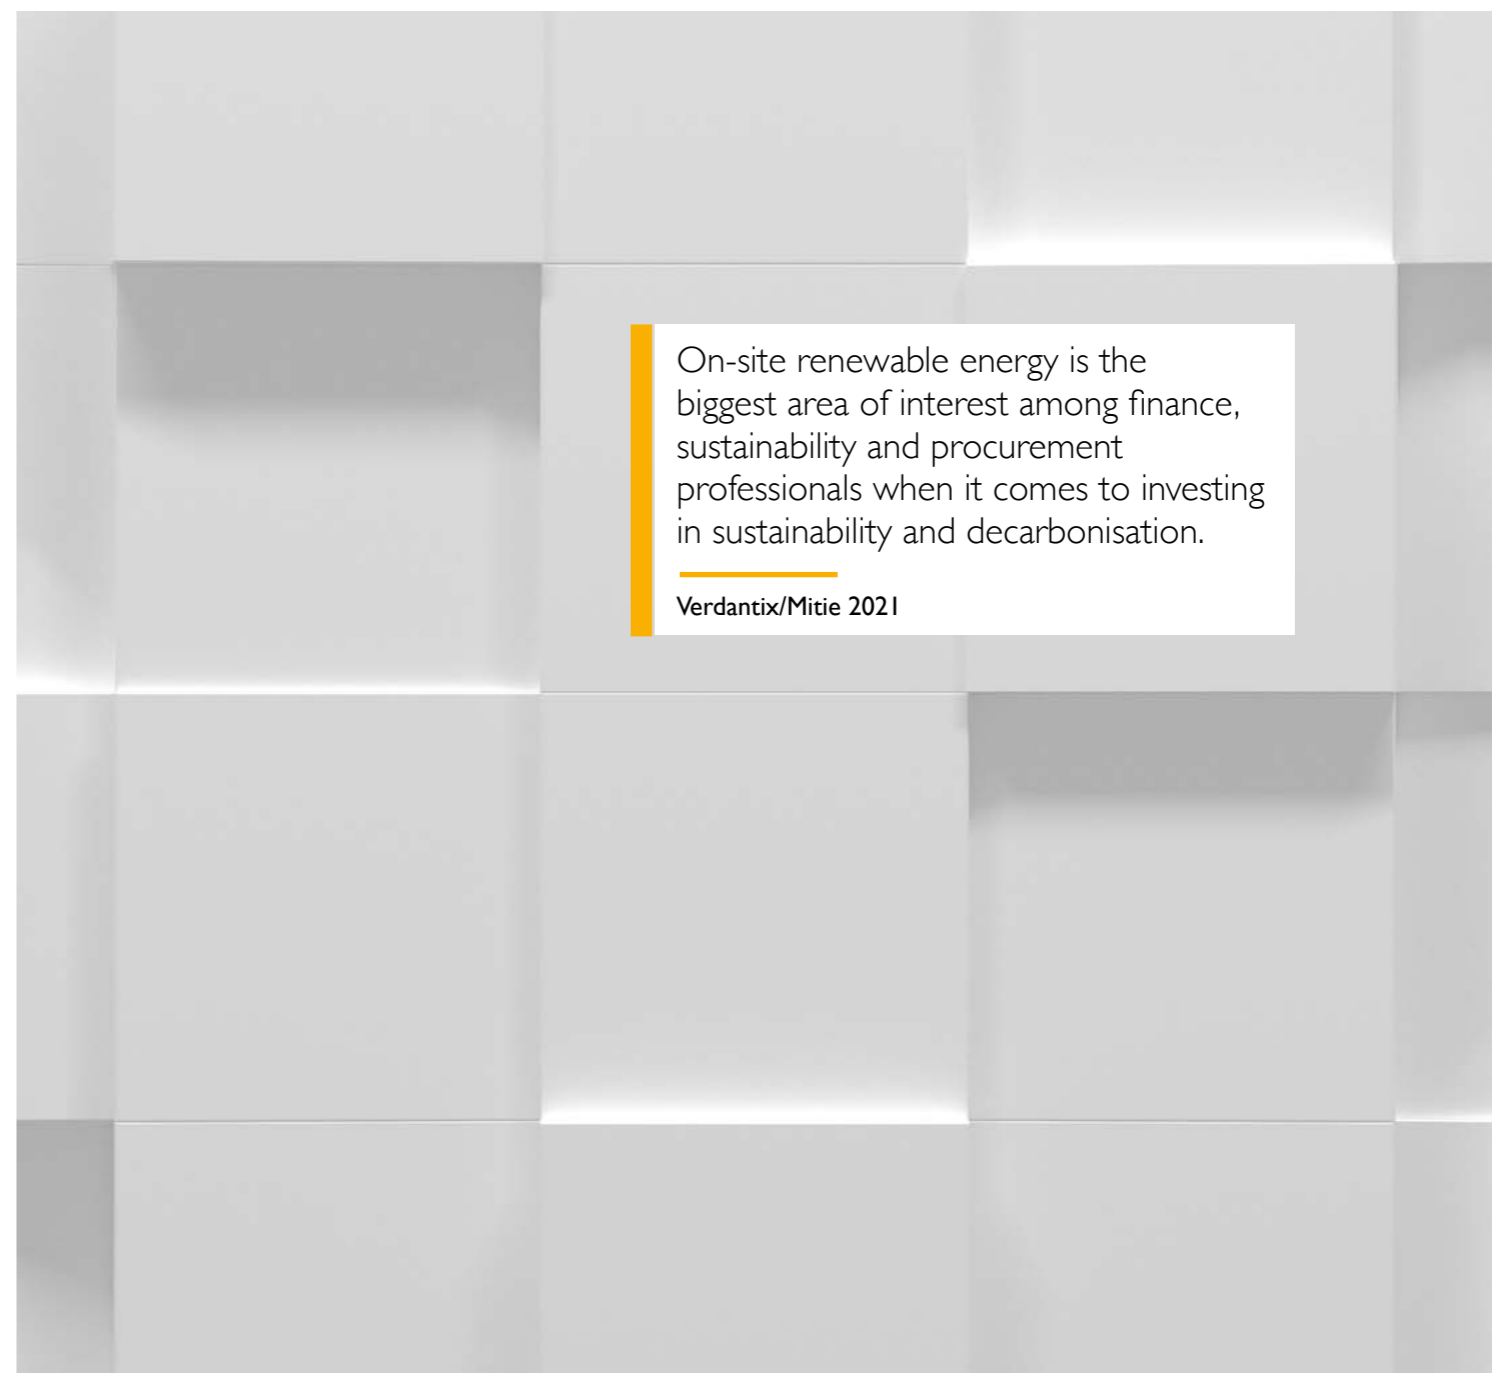 On-site renewable energy is the
biggest area of interest among finance,
sustainability and procurement
professionals when it comes to investing
in sustainability and decarbonisation.
Verdantix/Mitie 2021